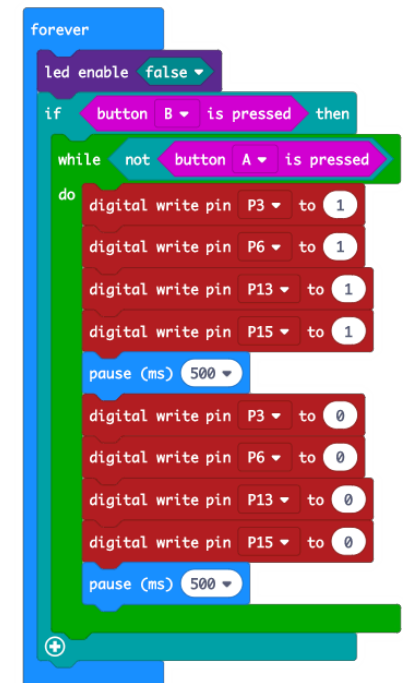 forever
led enable false
if button B is pressed then
while not button A is pressed
do
digital write pin P3 to 1
digital write pin P6 to 1
digital write pin P13 to 1
digital write pin P15 to 1
pause (ms) 500
digital write pin P3 to 0
digital write pin P6 to 0
digital write pin P13 to 0
digital write pin P15 to 0
pause (ms) 500